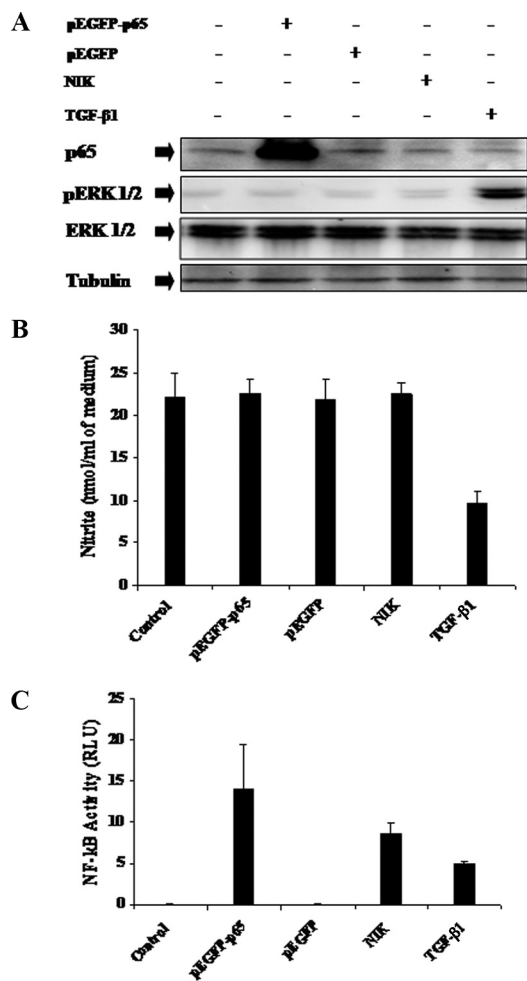 A
pEGFP-p65 - + - - -
pEGFP - - + - -
NIK - - - + -
TGF-β1 - - - - +
p65
pERK1/2
ERK 1/2
Tubulin
B
Nitrite (nmol/ml of medium)
30
25
20
15
10
5
0
Control
pEGFP-p65
pEGFP
NIK
TGF-β1
C
NF-kB Activity (RLU)
25
20
15
10
5
0
Control
pEGFP-p65
pEGFP
NIK
TGF-β1